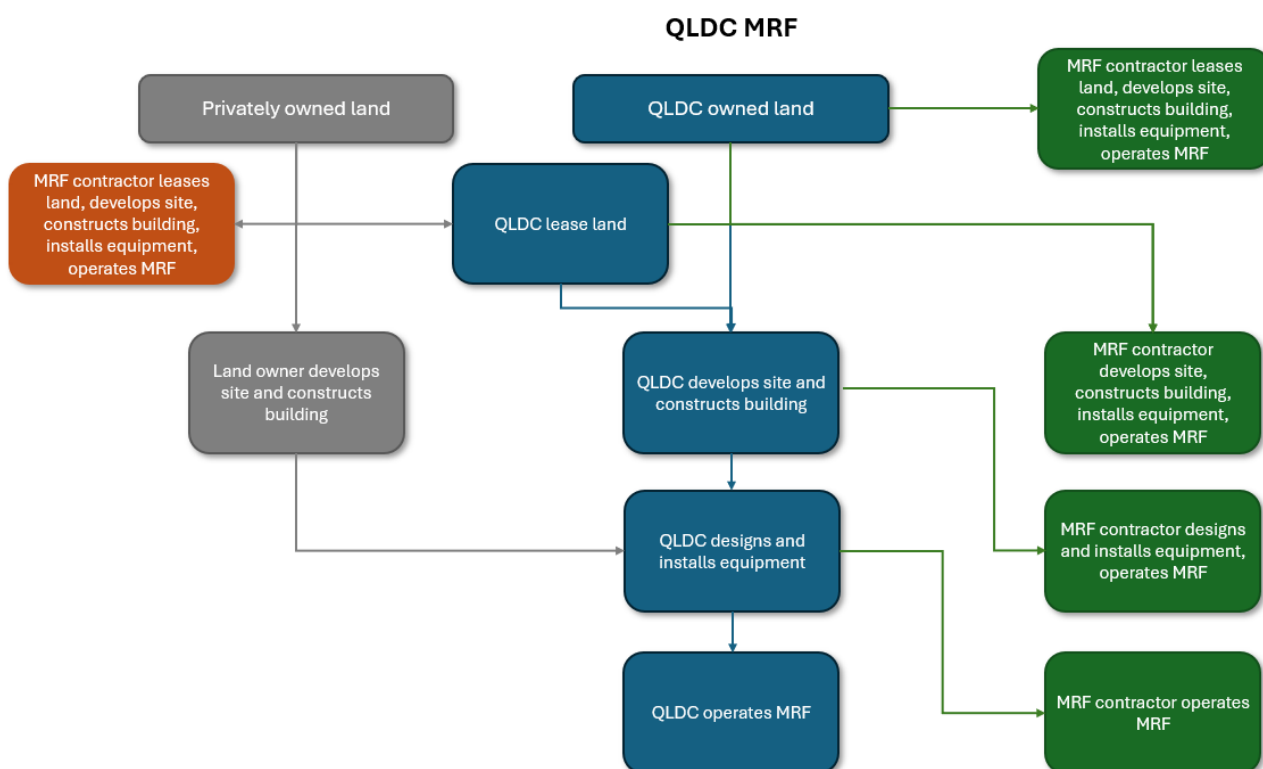 QLDC MRF
Privately owned land
QLDC owned land
MRF contractor leases
land, develops site,
constructs building,
installs equipment,
operates MRF
MRF contractor leases
land, develops site,
constructs building,
installs equipment,
operates MRF
QLDC lease land
Land owner develops
site and constructs
building
QLDC develops site and
constructs building
MRF contractor
develops site,
constructs building,
installs equipment,
operates MRF
QLDC designs and
installs equipment
MRF contractor designs
and installs equipment,
operates MRF
QLDC operates MRF
MRF contractor operates
MRF